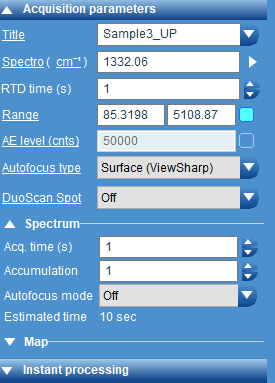 Acquisition parameters
Title Sample3_UP
Spectro ( cm⁻¹ ) 1332.06
RTD time (s) 1
Range 85.3198 5108.87
AE level (cnts) 50000
Autofocus type Surface (ViewSharp)
DuoScan Spot Off
Spectrum
Acq. time (s) 1
Accumulation 1
Autofocus mode Off
Estimated time 10 sec
Map
Instant processing